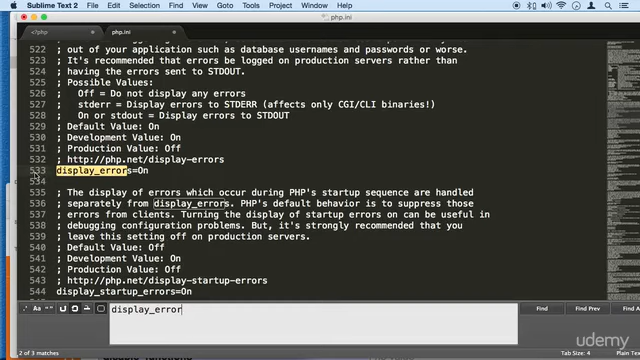 Sublime Text 2 File Edit Selection Find View Goto Tools Project Window Help
php.ini
<?php
php.ini
522 ; out of your application such as database usernames and passwords or worse.
523 ; It's recommended that errors be logged on production servers rather than
524 ; having the errors sent to STDOUT.
525 ; Possible Values:
526 ; Off = Do not display any errors
527 ; stderr = Display errors to STDERR (affects only CGI/CLI binaries!)
528 ; On or stdout = Display errors to STDOUT
529 ; Default Value: On
530 ; Development Value: On
531 ; Production Value: Off
532 ; http://php.net/display-errors
533 display_errors=On
534
535 ; The display of errors which occur during PHP's startup sequence are handled
536 ; separately from display_errors. PHP's default behavior is to suppress those
537 ; errors from clients. Turning the display of startup errors on can be useful in
538 ; debugging configuration problems. But, it's strongly recommended that you
539 ; leave this setting off on production servers.
540 ; Default Value: Off
541 ; Development Value: On
542 ; Production Value: Off
543 ; http://php.net/display-startup-errors
544 display_startup_errors=On
.* Aa "" display_error Find Find Prev Find
2 of 3 matches Tab Size: 4 Plain
udemy